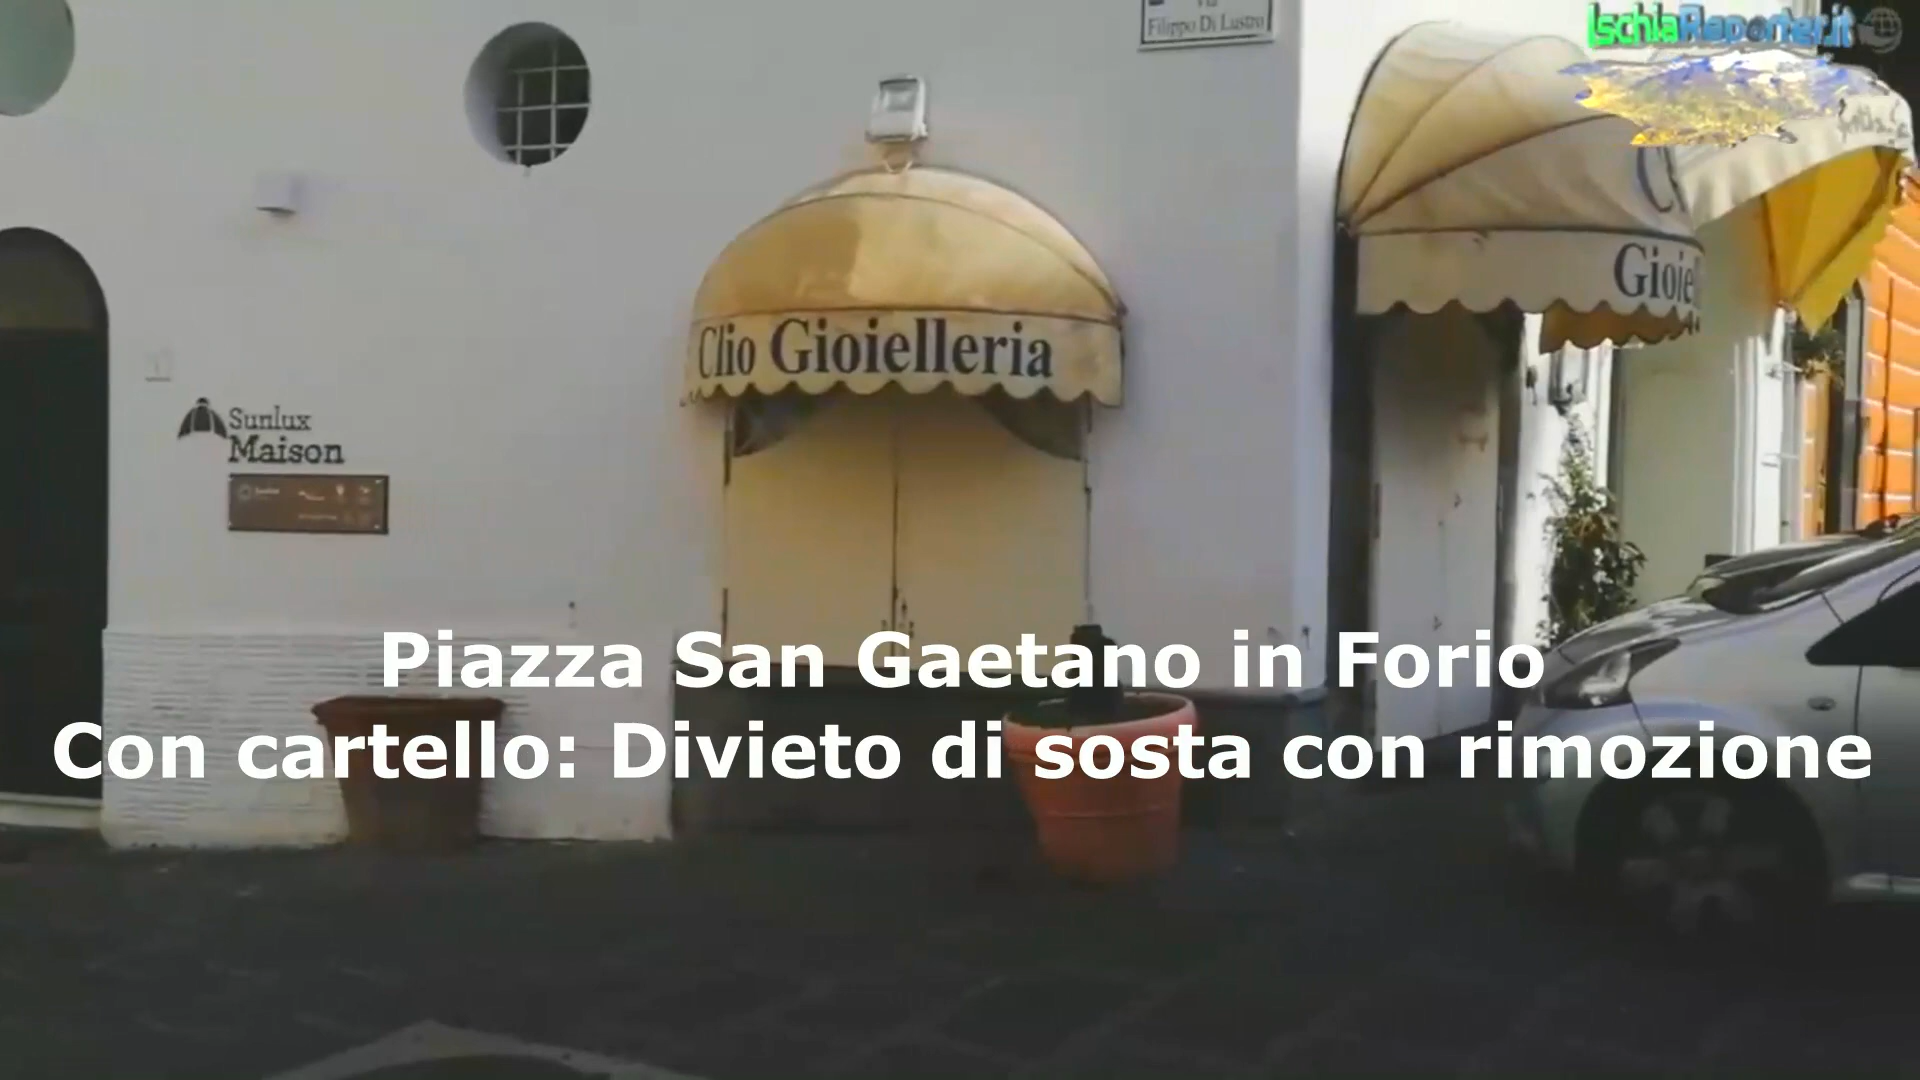 Via
Filippo Di Lustro
IschiaReporter.it
Clio Gioielleria
Gioiel
Sunlux
Maison
Piazza San Gaetano in Forio
Con cartello: Divieto di sosta con rimozione